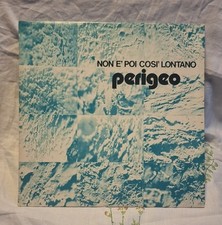 NON E' POI COSI' LONTANO
perigeo